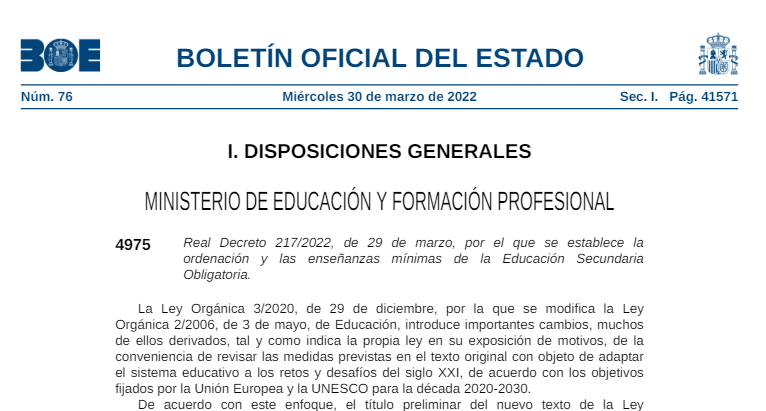 BOE
BOLETÍN OFICIAL DEL ESTADO
Núm. 76 Miércoles 30 de marzo de 2022 Sec. I. Pág. 41571
I. DISPOSICIONES GENERALES
MINISTERIO DE EDUCACIÓN Y FORMACIÓN PROFESIONAL
4975 Real Decreto 217/2022, de 29 de marzo, por el que se establece la
ordenación y las enseñanzas mínimas de la Educación Secundaria
Obligatoria.
La Ley Orgánica 3/2020, de 29 de diciembre, por la que se modifica la Ley
Orgánica 2/2006, de 3 de mayo, de Educación, introduce importantes cambios, muchos
de ellos derivados, tal y como indica la propia ley en su exposición de motivos, de la
conveniencia de revisar las medidas previstas en el texto original con objeto de adaptar
el sistema educativo a los retos y desafíos del siglo XXI, de acuerdo con los objetivos
fijados por la Unión Europea y la UNESCO para la década 2020-2030.
De acuerdo con este enfoque, el título preliminar del nuevo texto de la Ley